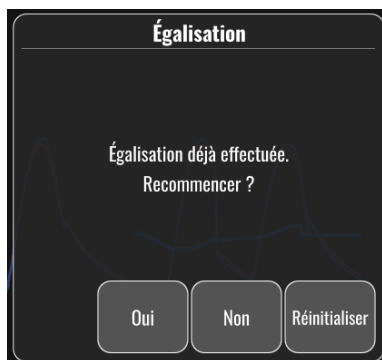 Égalisation
Égalisation déjà effectuée.
Recommencer ?
Oui
Non
Réinitialiser